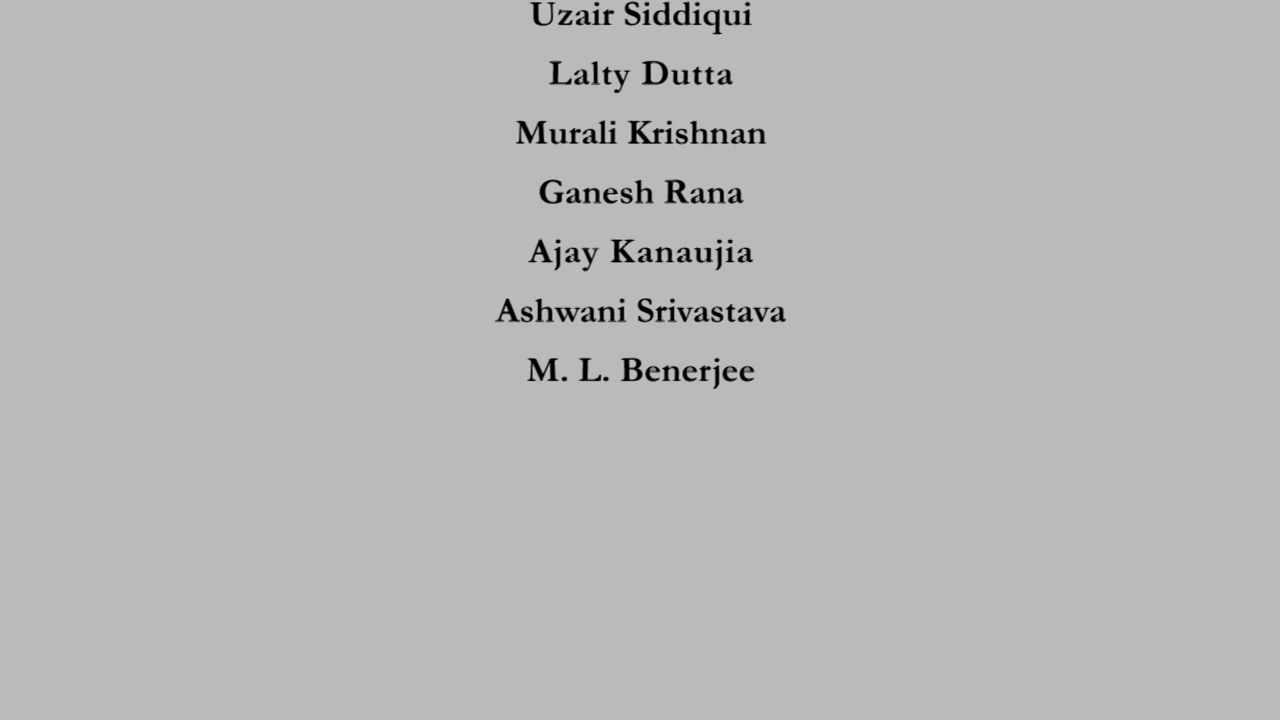 Uzair Siddiqui
Lalty Dutta
Murali Krishnan
Ganesh Rana
Ajay Kanaujia
Ashwani Srivastava
M. L. Benerjee